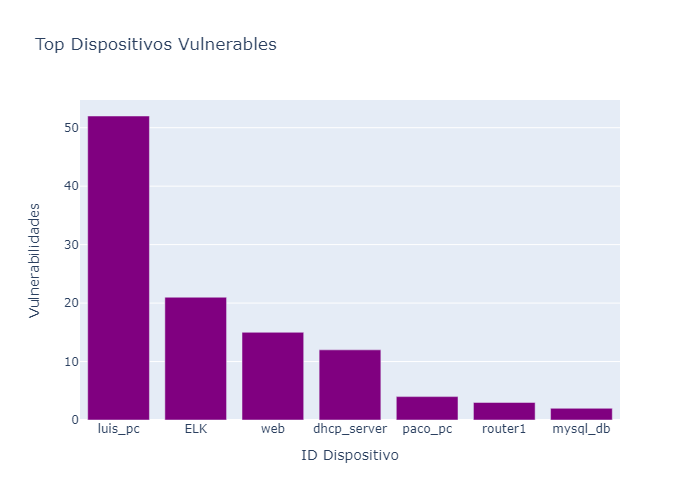 Top Dispositivos Vulnerables
Vulnerabilidades
50
40
30
20
10
0
luis_pc ELK web dhcp_server paco_pc router1 mysql_db
ID Dispositivo